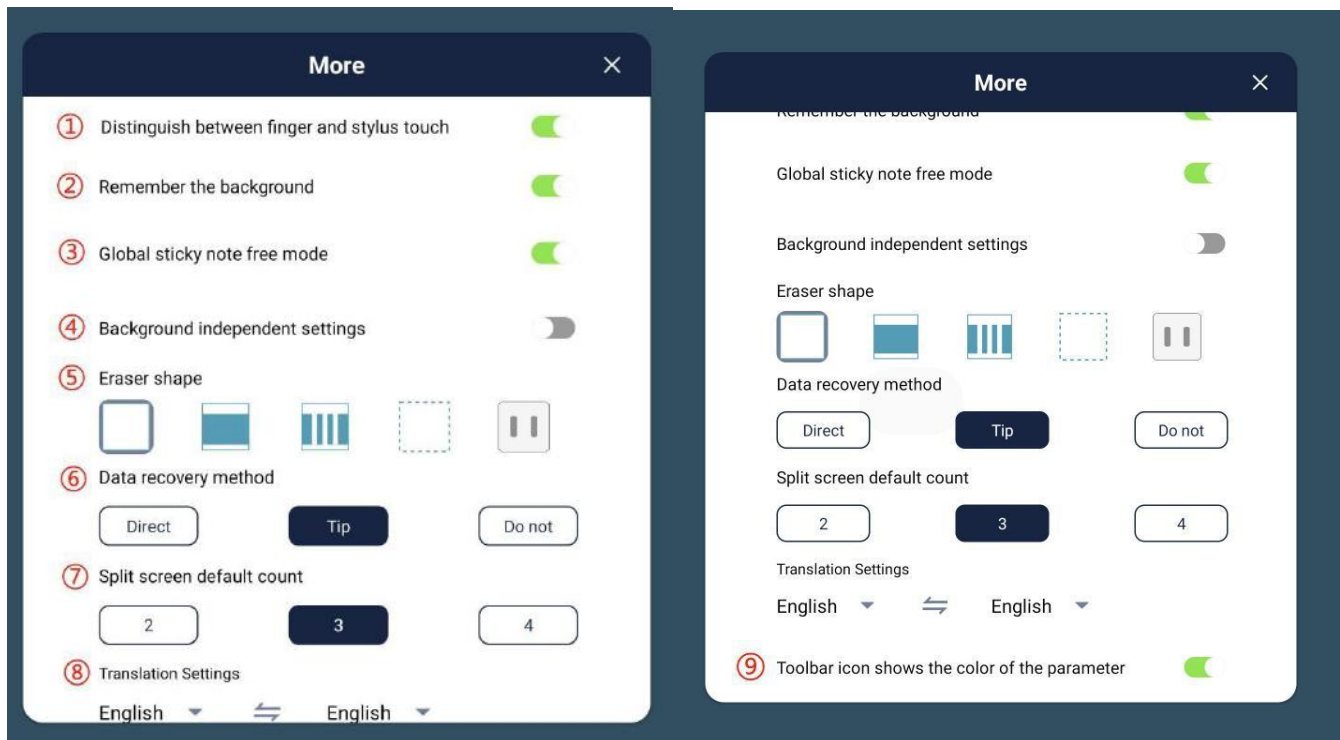 More
① Distinguish between finger and stylus touch
② Remember the background
③ Global sticky note free mode
④ Background independent settings
⑤ Eraser shape
⑥ Data recovery method
Direct Tip Do not
⑦ Split screen default count
2 3 4
⑧ Translation Settings
English English
More
Remember the background
Global sticky note free mode
Background independent settings
Eraser shape
Data recovery method
Direct Tip Do not
Split screen default count
2 3 4
Translation Settings
English English
⑨ Toolbar icon shows the color of the parameter